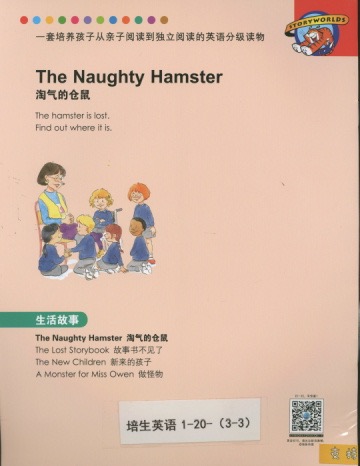 STORYWORLDS
一套培养孩子从亲子阅读到独立阅读的英语分级读物
The Naughty Hamster
淘气的仓鼠
The hamster is lost.
Find out where it is.
生活故事
The Naughty Hamster 淘气的仓鼠
The Lost Storybook 故事书不见了
The New Children 新来的孩子
A Monster for Miss Owen 做怪物
培生英语 1-20-（3-3）